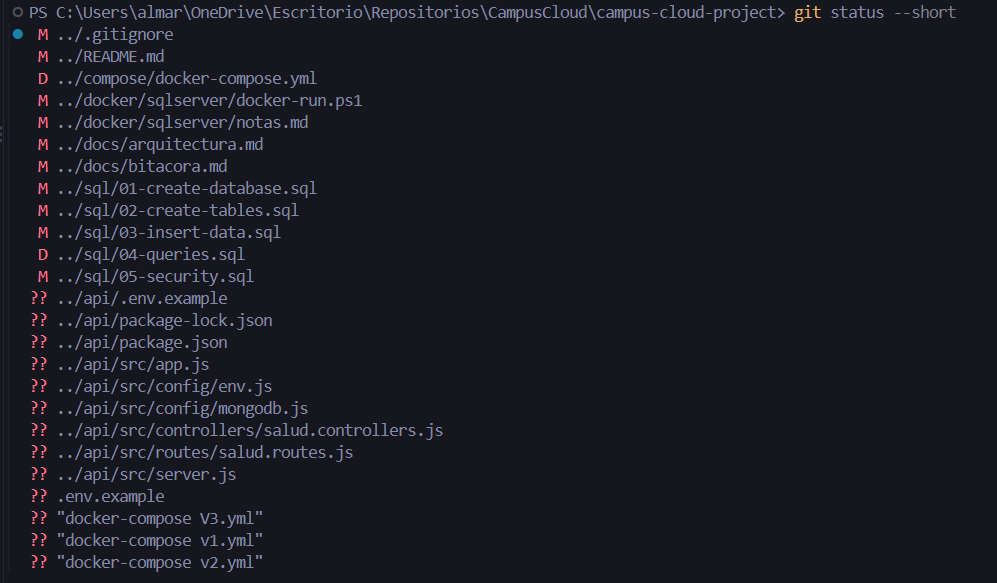 PS C:\Users\almar\OneDrive\Escritorio\Repositorios\CampusCloud\campus-cloud-project> git status --short
M ../.gitignore
M ../README.md
D ../compose/docker-compose.yml
M ../docker/sqlserver/docker-run.ps1
M ../docker/sqlserver/notas.md
M ../docs/arquitectura.md
M ../docs/bitacora.md
M ../sql/01-create-database.sql
M ../sql/02-create-tables.sql
M ../sql/03-insert-data.sql
D ../sql/04-queries.sql
M ../sql/05-security.sql
?? ../api/.env.example
?? ../api/package-lock.json
?? ../api/package.json
?? ../api/src/app.js
?? ../api/src/config/env.js
?? ../api/src/config/mongodb.js
?? ../api/src/controllers/salud.controllers.js
?? ../api/src/routes/salud.routes.js
?? ../api/src/server.js
?? .env.example
?? "docker-compose V3.yml"
?? "docker-compose v1.yml"
?? "docker-compose v2.yml"